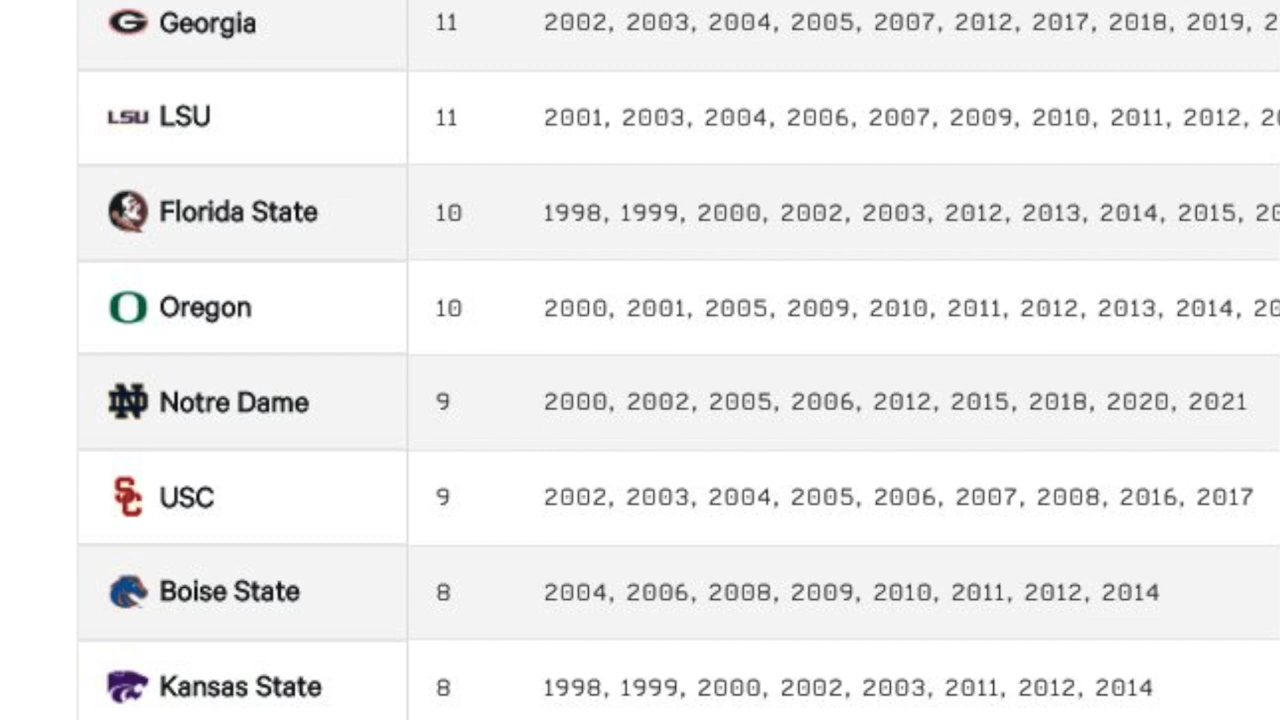 Georgia 11 2002, 2003, 2004, 2005, 2007, 2012, 2017, 2018, 2019,
LSU LSU 11 2001, 2003, 2004, 2006, 2007, 2009, 2010, 2011, 2012,
Florida State 10 1998, 1999, 2000, 2002, 2003, 2012, 2013, 2014, 2015,
Oregon 10 2000, 2001, 2005, 2009, 2010, 2011, 2012, 2013, 2014,
Notre Dame 9 2000, 2002, 2005, 2006, 2012, 2015, 2018, 2020, 2021
USC 9 2002, 2003, 2004, 2005, 2006, 2007, 2008, 2016, 2017
Boise State 8 2004, 2006, 2008, 2009, 2010, 2011, 2012, 2014
Kansas State 8 1998, 1999, 2000, 2002, 2003, 2011, 2012, 2014